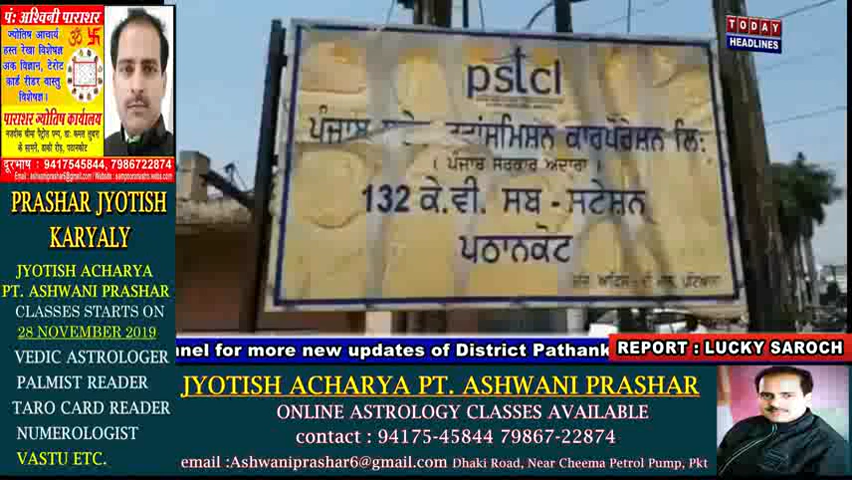 पं: अश्विनी पाराशर
ज्योतिष आचार्य
हस्त रेखा विशेषज्ञ
अंक विज्ञान, टेरोट
कार्ड रीडर वास्तु
विशेषज्ञ।
पाराशर ज्योतिष कार्यालय
दूरभाष : 9417545844, 7986722874
PRASHAR JYOTISH
KARYALY
JYOTISH ACHARYA
PT. ASHWANI PRASHAR
CLASSES STARTS ON
28 NOVEMBER 2019
VEDIC ASTROLOGER
PALMIST READER
TARO CARD READER
NUMEROLOGIST
VASTU ETC.
TODAY
HEADLINES
pstcl
ਪੰਜਾਬ ਟ੍ਰਾਂਸਮਿਸ਼ਨ ਕਾਰਪੋਰੇਸ਼ਨ ਲਿ:
( ਪੰਜਾਬ ਸਰਕਾਰ ਅਦਾਰਾ )
132 ਕੇ.ਵੀ. ਸਬ - ਸਟੇਸ਼ਨ
ਪਠਾਨਕੋਟ
nnel for more new updates of District Pathank
REPORT : LUCKY SAROCH
JYOTISH ACHARYA PT. ASHWANI PRASHAR
ONLINE ASTROLOGY CLASSES AVAILABLE
contact : 94175-45844 79867-22874
email :Ashwaniprashar6@gmail.com Dhaki Road, Near Cheema Petrol Pump, Pkt